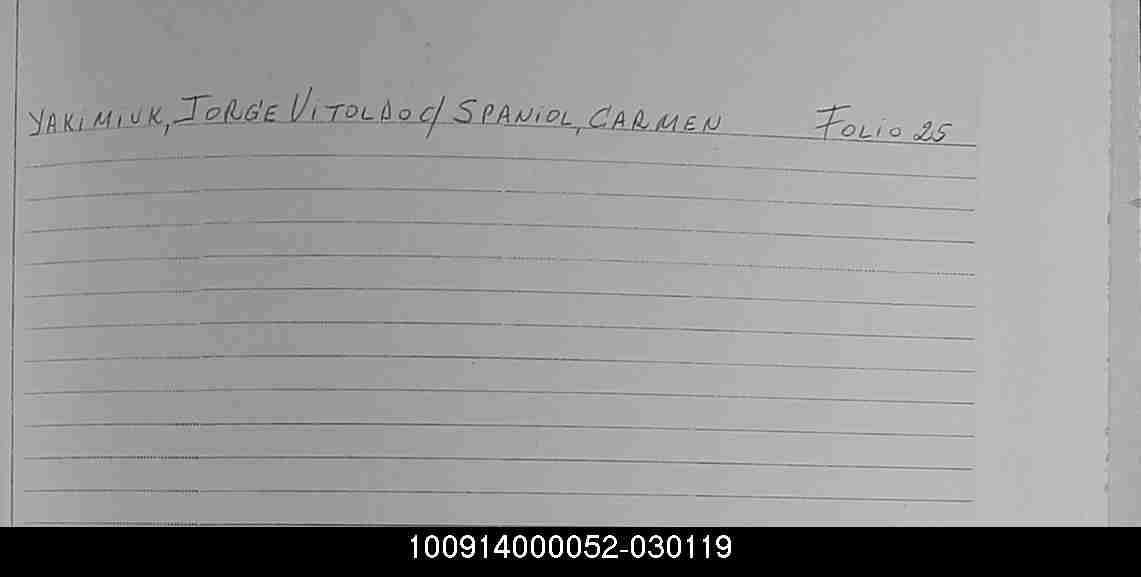 YAKIMIUK, JORGE VITOLDO c/ SPANIOL, CARMEN FOLIO 25
100914000052-030119